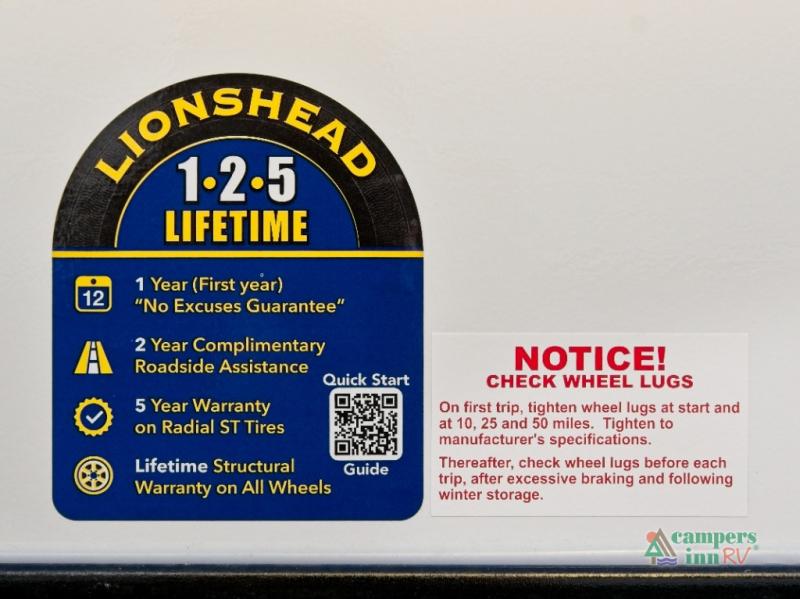 LIONSHEAD
1·2·5
LIFETIME
12
1 Year (First year)
"No Excuses Guarantee"
2 Year Complimentary
Roadside Assistance
5 Year Warranty
on Radial ST Tires
Lifetime Structural
Warranty on All Wheels
Quick Start
Guide
NOTICE!
CHECK WHEEL LUGS
On first trip, tighten wheel lugs at start and
at 10, 25 and 50 miles. Tighten to
manufacturer's specifications.
Thereafter, check wheel lugs before each
trip, after excessive braking and following
winter storage.
campers
inn RV®